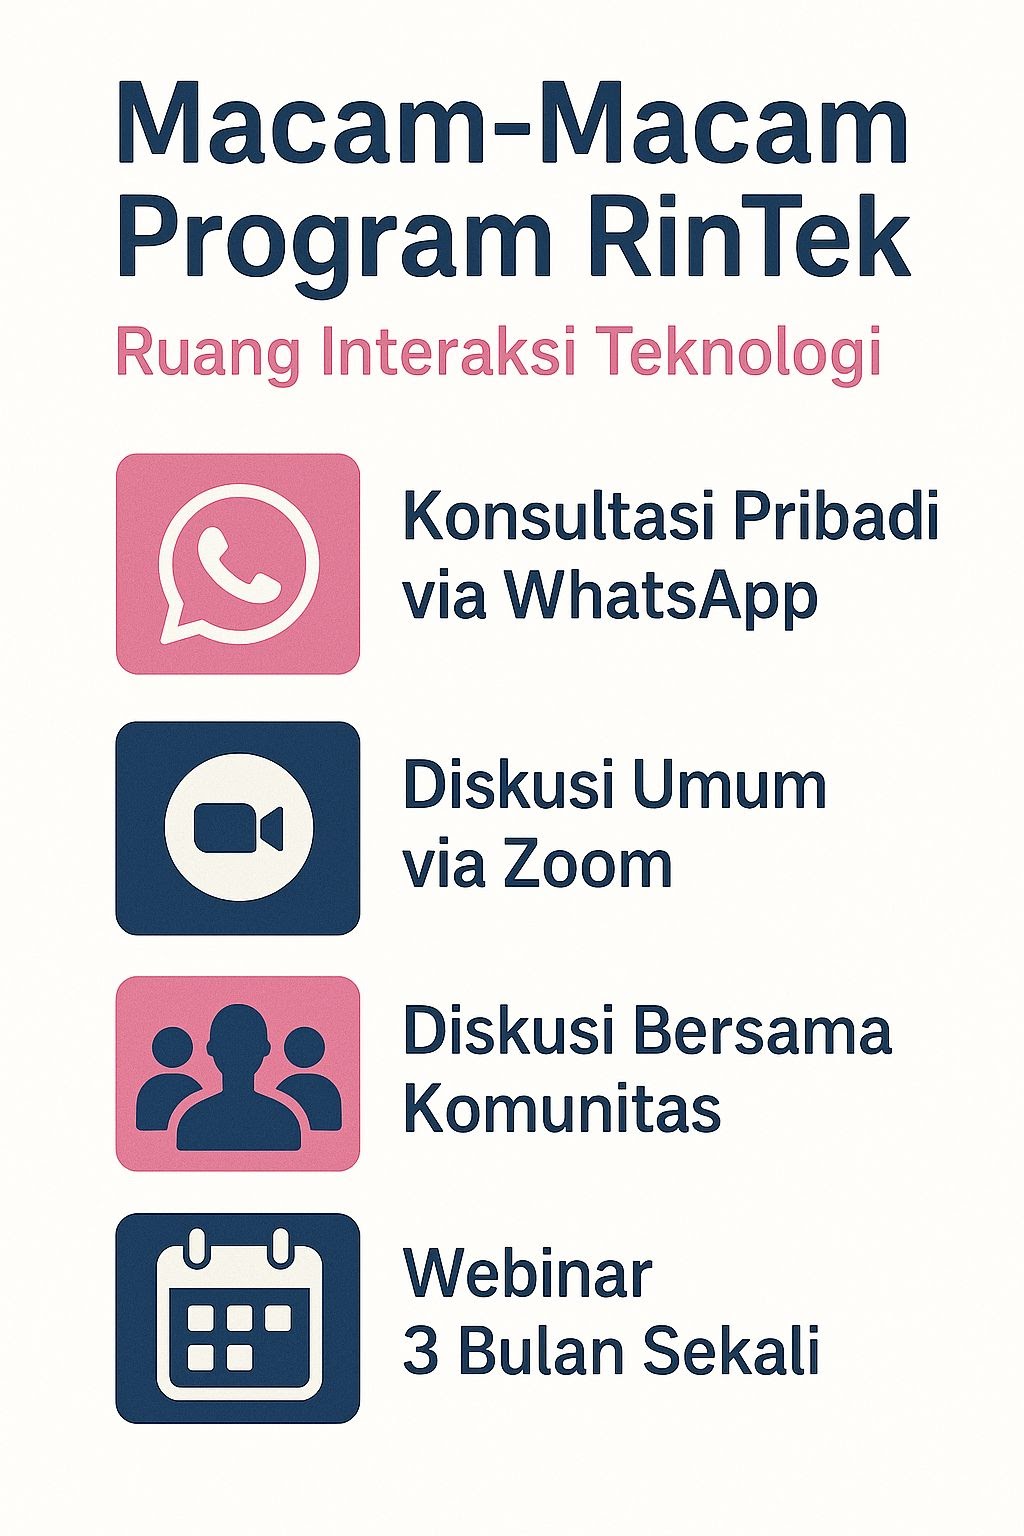 Macam-Macam
Program RinTek
Ruang Interaksi Teknologi
Konsultasi Pribadi
via WhatsApp
Diskusi Umum
via Zoom
Diskusi Bersama
Komunitas
Webinar
3 Bulan Sekali